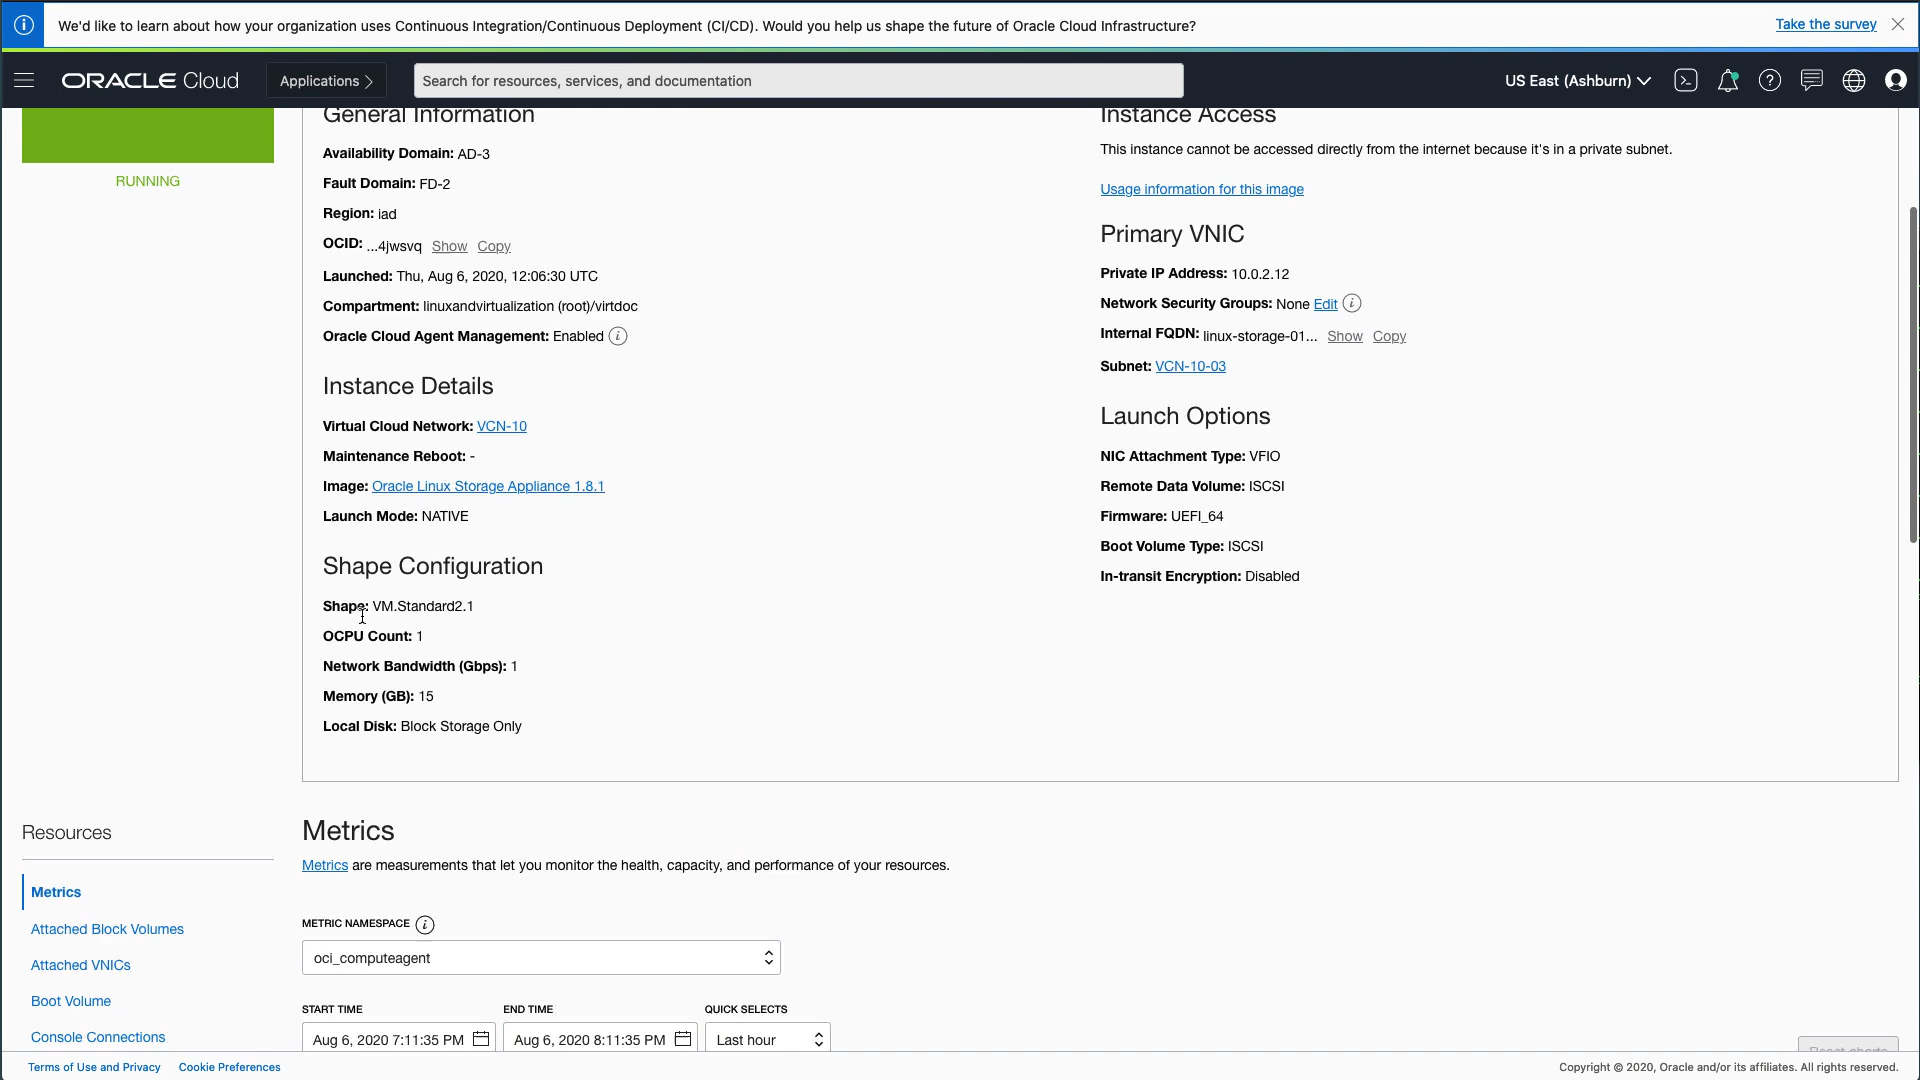 We'd like to learn about how your organization uses Continuous Integration/Continuous Deployment (CI/CD). Would you help us shape the future of Oracle Cloud Infrastructure?
Take the survey
ORACLE Cloud
Applications
Search for resources, services, and documentation
US East (Ashburn)
RUNNING
General Information
Availability Domain: AD-3
Fault Domain: FD-2
Region: iad
OCID: ...4jwsvq Show Copy
Launched: Thu, Aug 6, 2020, 12:06:30 UTC
Compartment: linuxandvirtualization (root)/virtdoc
Oracle Cloud Agent Management: Enabled
Instance Details
Virtual Cloud Network: VCN-10
Maintenance Reboot: -
Image: Oracle Linux Storage Appliance 1.8.1
Launch Mode: NATIVE
Shape Configuration
Shape: VM.Standard2.1
OCPU Count: 1
Network Bandwidth (Gbps): 1
Memory (GB): 15
Local Disk: Block Storage Only
Instance Access
This instance cannot be accessed directly from the internet because it's in a private subnet.
Usage information for this image
Primary VNIC
Private IP Address: 10.0.2.12
Network Security Groups: None Edit
Internal FQDN: linux-storage-01... Show Copy
Subnet: VCN-10-03
Launch Options
NIC Attachment Type: VFIO
Remote Data Volume: ISCSI
Firmware: UEFI_64
Boot Volume Type: ISCSI
In-transit Encryption: Disabled
Resources
Metrics
Attached Block Volumes
Attached VNICs
Boot Volume
Console Connections
Metrics
Metrics are measurements that let you monitor the health, capacity, and performance of your resources.
METRIC NAMESPACE
oci_computeagent
START TIME
Aug 6, 2020 7:11:35 PM
END TIME
Aug 6, 2020 8:11:35 PM
QUICK SELECTS
Last hour
Reset charts
Terms of Use and Privacy
Cookie Preferences
Copyright © 2020, Oracle and/or its affiliates. All rights reserved.